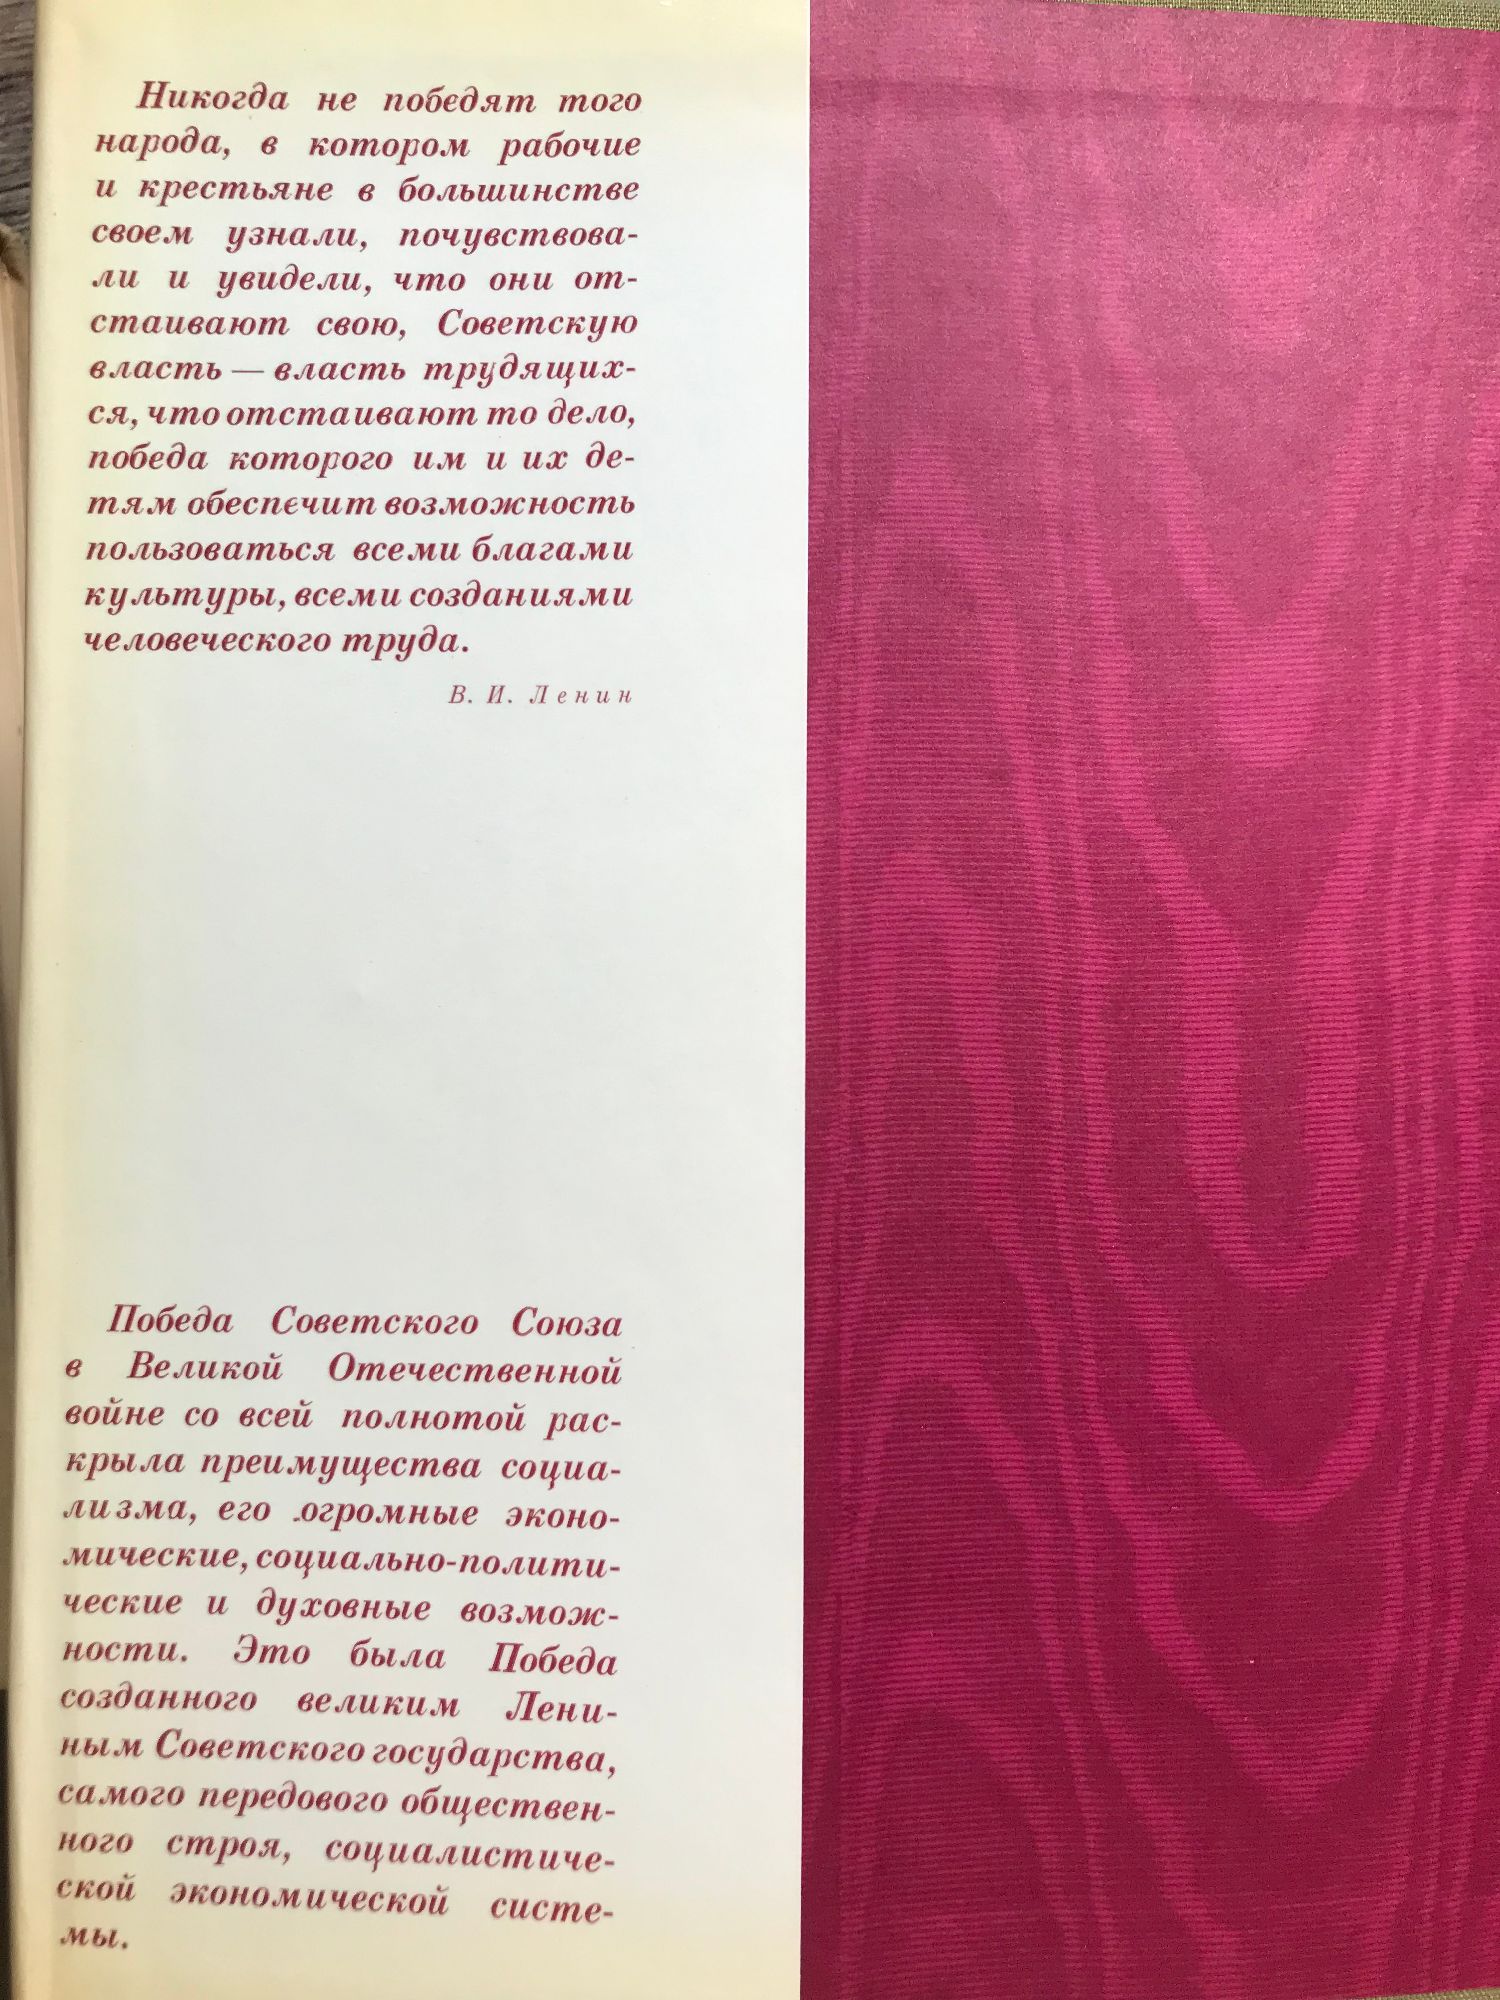 Никогда не победят того
народа, в котором рабочие
и крестьяне в большинстве
своем узнали, почувствова-
ли и увидели, что они от-
стаивают свою, Советскую
власть — власть трудящих-
ся, что отстаивают то дело,
победа которого им и их де-
тям обеспечит возможность
пользоваться всеми благами
культуры, всеми созданиями
человеческого труда.
В. И. Ленин
Победа Советского Союза
в Великой Отечественной
войне со всей полнотой рас-
крыла преимущества социа-
лизма, его огромные эконо-
мические, социально-полити-
ческие и духовные возмож-
ности. Это была Победа
созданного великим Лени-
ным Советского государства,
самого передового обществен-
ного строя, социалистиче-
ской экономической систе-
мы.